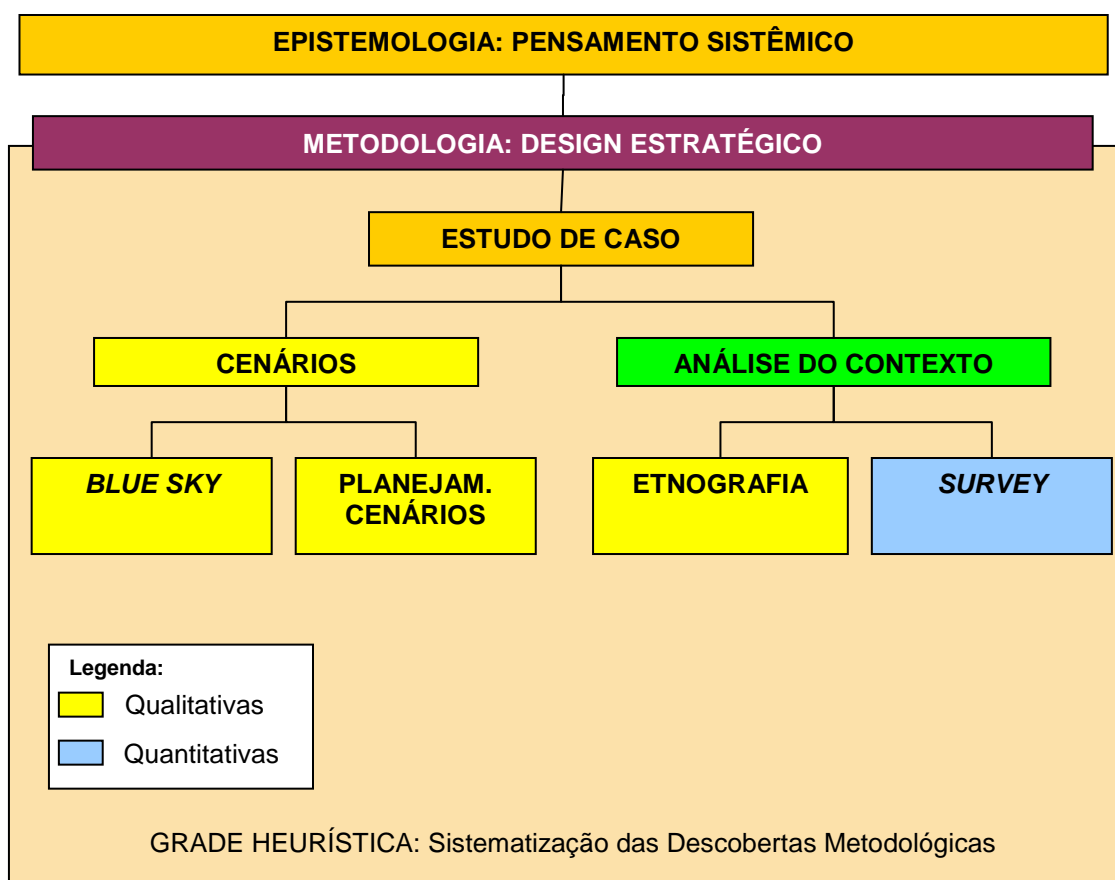 EPISTEMOLOGIA: PENSAMENTO SISTÊMICO
METODOLOGIA: DESIGN ESTRATÉGICO
ESTUDO DE CASO
CENÁRIOS
ANÁLISE DO CONTEXTO
BLUE SKY
PLANEJAM.
CENÁRIOS
ETNOGRAFIA
SURVEY
Legenda:
Qualitativas
Quantitativas
GRADE HEURÍSTICA: Sistematização das Descobertas Metodológicas